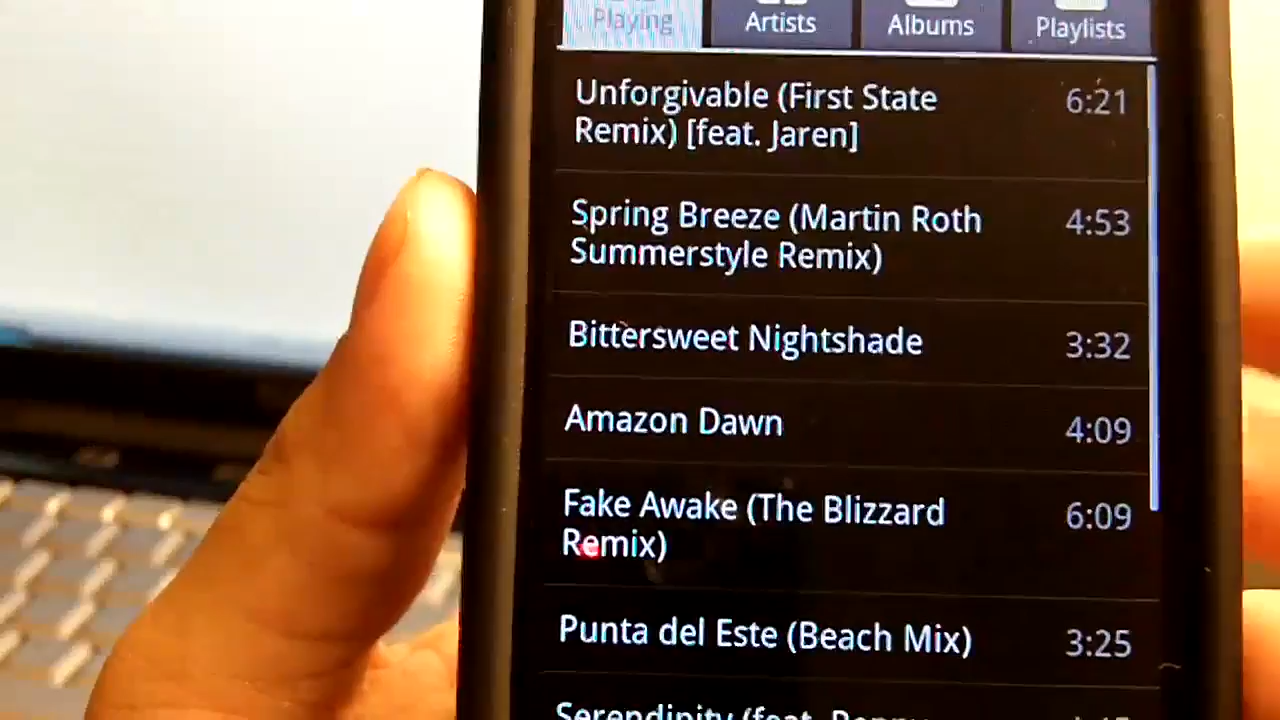 Playing Artists Albums Playlists
Unforgivable (First State 6:21
Remix) [feat. Jaren]
Spring Breeze (Martin Roth 4:53
Summerstyle Remix)
Bittersweet Nightshade 3:32
Amazon Dawn 4:09
Fake Awake (The Blizzard 6:09
Remix)
Punta del Este (Beach Mix) 3:25
Serendipity (feat.